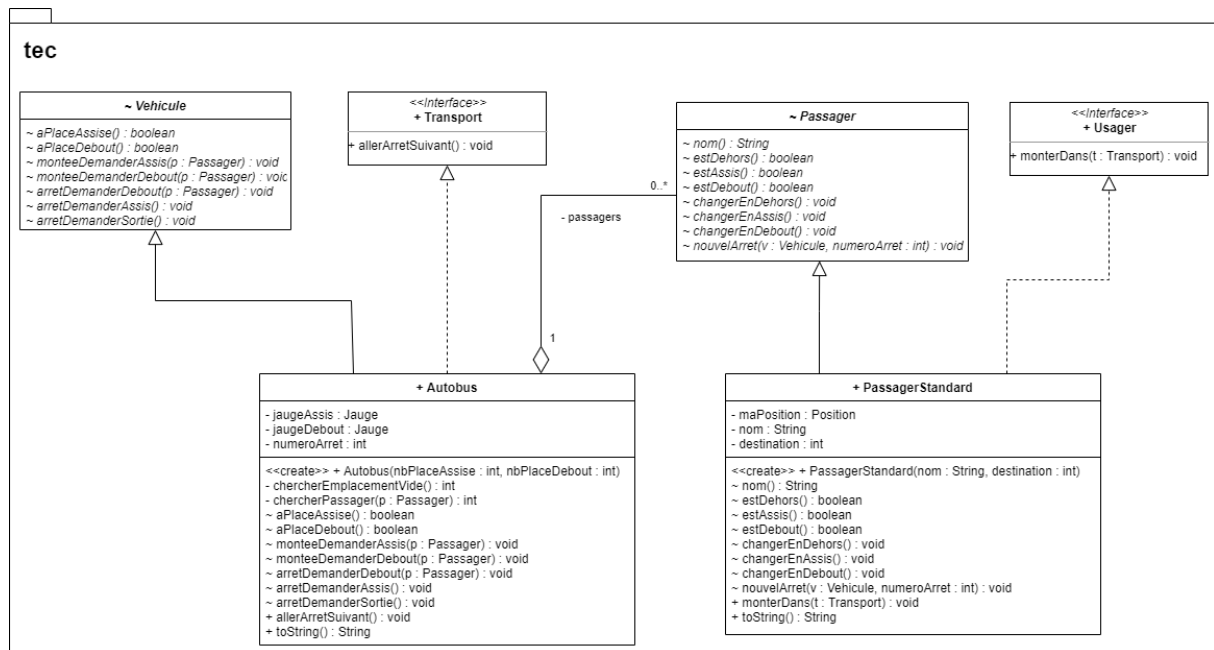 tec
~ Vehicule
~ aPlaceAssise() : boolean
~ aPlaceDebout() : boolean
~ monteeDemanderAssis(p : Passager) : void
~ monteeDemanderDebout(p : Passager) : void
~ arretDemanderDebout(p : Passager) : void
~ arretDemanderAssis() : void
~ arretDemanderSortie() : void
<<Interface>>
+ Transport
+ allerArretSuivant() : void
~ Passager
~ nom() : String
~ estDehors() : boolean
~ estAssis() : boolean
~ estDebout() : boolean
~ changerEnDehors() : void
~ changerEnAssis() : void
~ changerEnDebout() : void
~ nouvelArret(v : Vehicule, numeroArret : int) : void
<<Interface>>
+ Usager
+ monterDans(t : Transport) : void
0..*
- passagers
1
+ Autobus
- jaugeAssis : Jauge
- jaugeDebout : Jauge
- numeroArret : int
<<create>> + Autobus(nbPlaceAssise : int, nbPlaceDebout : int)
- chercherEmplacementVide() : int
- chercherPassager(p : Passager) : int
~ aPlaceAssise() : boolean
~ aPlaceDebout() : boolean
~ monteeDemanderAssis(p : Passager) : void
~ monteeDemanderDebout(p : Passager) : void
~ arretDemanderDebout(p : Passager) : void
~ arretDemanderAssis() : void
~ arretDemanderSortie() : void
+ allerArretSuivant() : void
+ toString() : String
+ PassagerStandard
- maPosition : Position
- nom : String
- destination : int
<<create>> + PassagerStandard(nom : String, destination : int)
~ nom() : String
~ estDehors() : boolean
~ estAssis() : boolean
~ estDebout() : boolean
~ changerEnDehors() : void
~ changerEnAssis() : void
~ changerEnDebout() : void
~ nouvelArret(v : Vehicule, numeroArret : int) : void
+ monterDans(t : Transport) : void
+ toString() : String